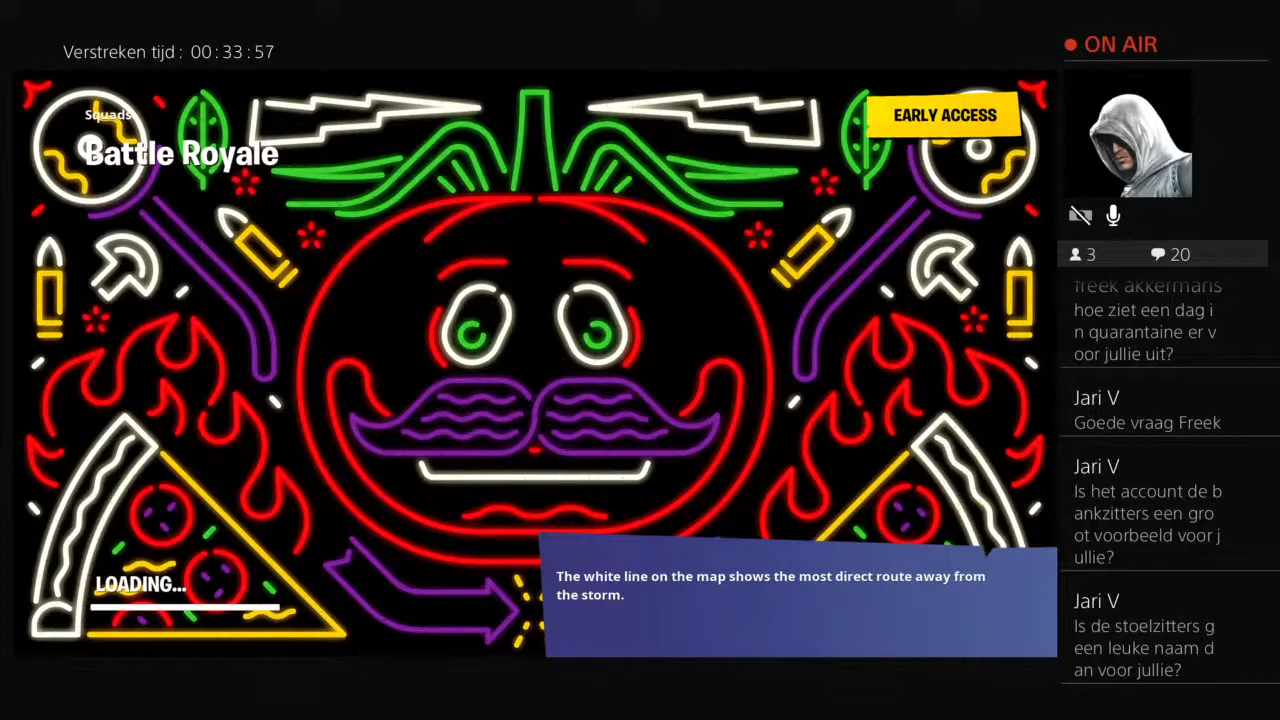 Verstreken tijd: 00:33:57
ON AIR
Squads
Battle Royale
EARLY ACCESS
3 20
freek akkermans
hoe ziet een dag i
n quarantaine er v
oor jullie uit?
Jari V
Goede vraag Freek
Jari V
Is het account de b
ankzitters een gro
ot voorbeeld voor j
ullie?
Jari V
Is de stoelzitters g
een leuke naam d
an voor jullie?
LOADING...
The white line on the map shows the most direct route away from
the storm.